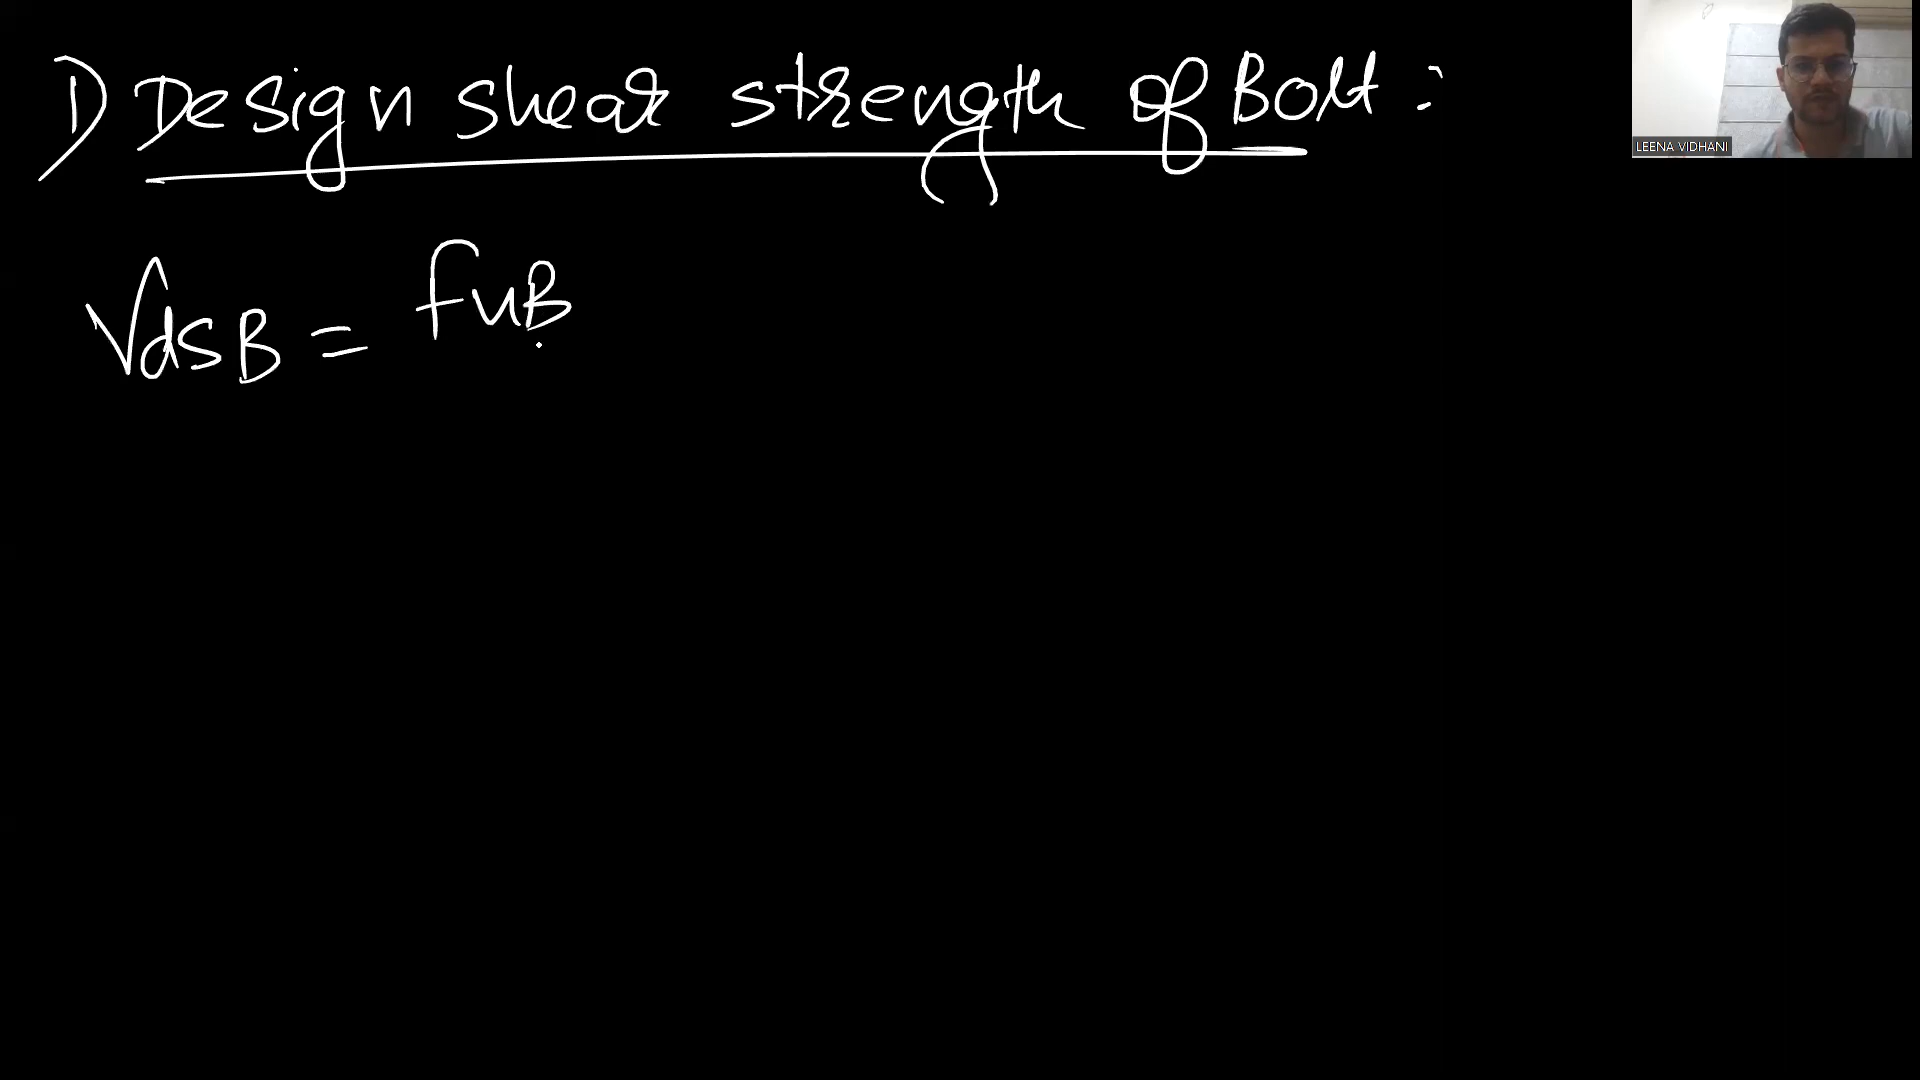 1) Design shear strength of Bolt :
LEENA VIDHANI
VdsB = fuB